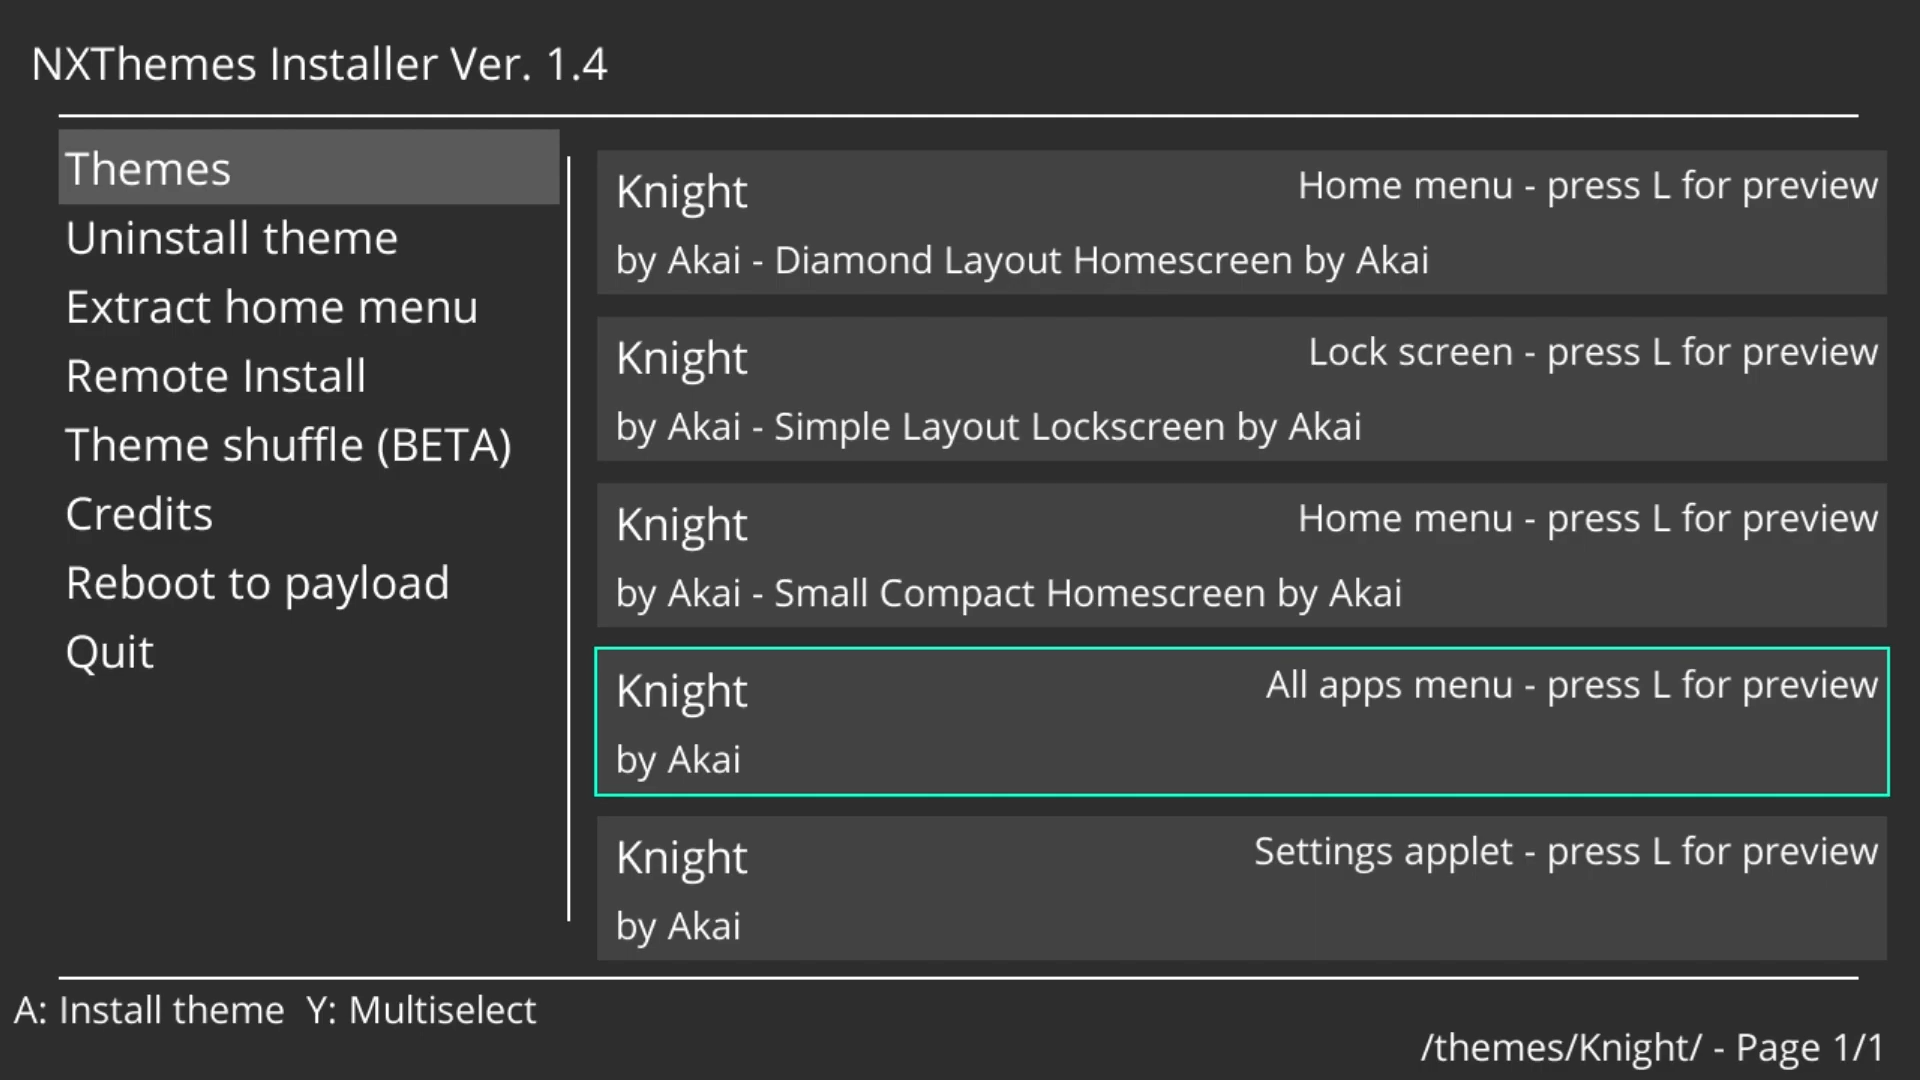 NXThemes Installer Ver. 1.4
Themes
Uninstall theme
Extract home menu
Remote Install
Theme shuffle (BETA)
Credits
Reboot to payload
Quit
Knight
Home menu - press L for preview
by Akai - Diamond Layout Homescreen by Akai
Knight
Lock screen - press L for preview
by Akai - Simple Layout Lockscreen by Akai
Knight
Home menu - press L for preview
by Akai - Small Compact Homescreen by Akai
Knight
All apps menu - press L for preview
by Akai
Knight
Settings applet - press L for preview
by Akai
A: Install theme  Y: Multiselect
/themes/Knight/ - Page 1/1